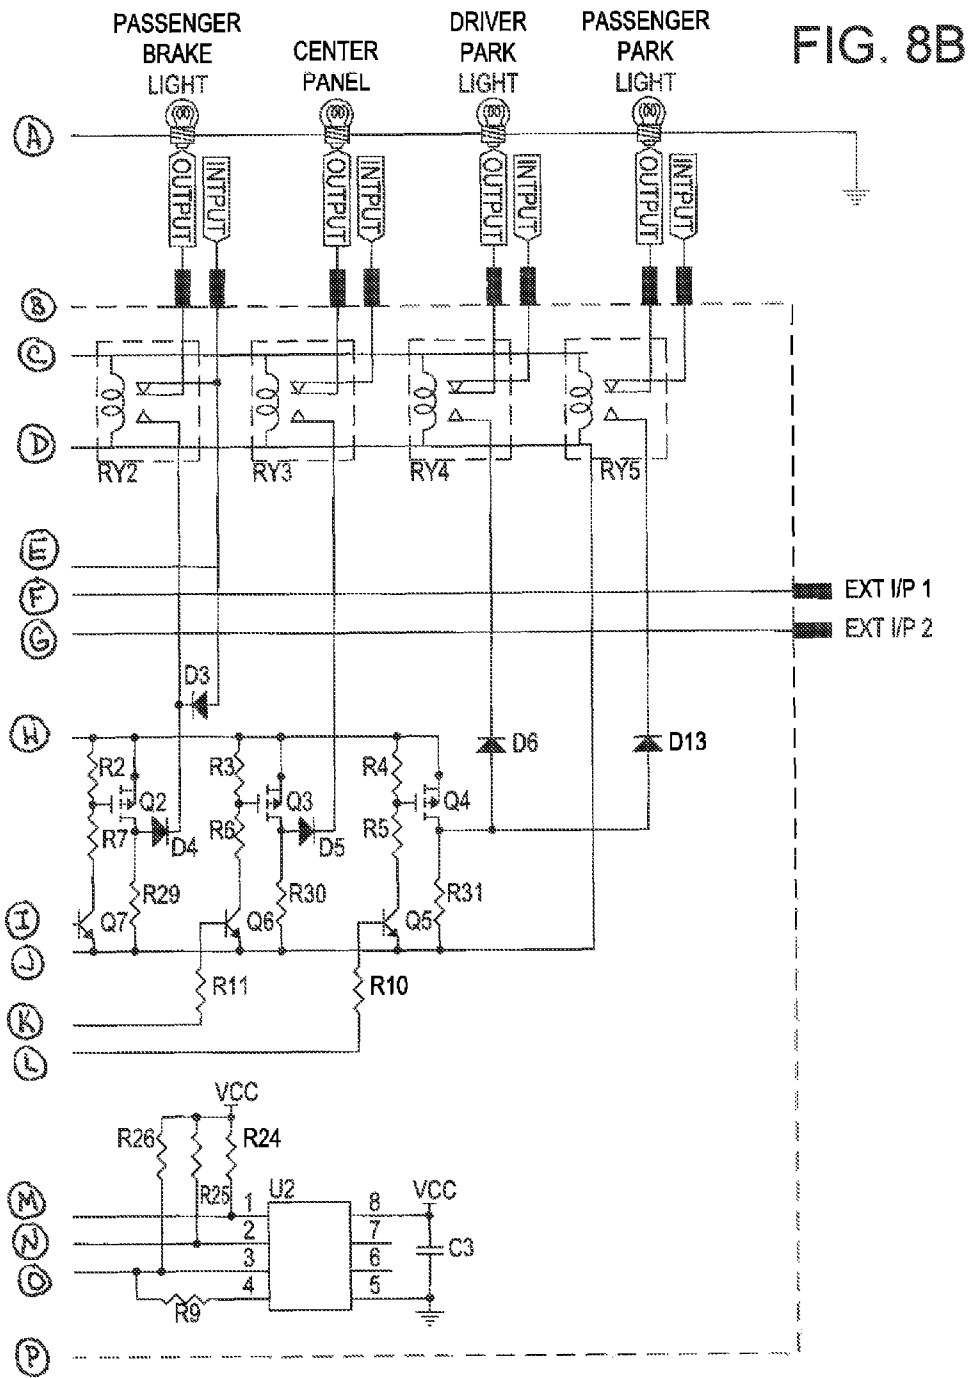 FIG. 8B
PASSENGER
BRAKE
LIGHT
CENTER
PANEL
DRIVER
PARK
LIGHT
PASSENGER
PARK
LIGHT
A
OUTPUT
INTPUT
OUTPUT
INTPUT
OUTPUT
INTPUT
OUTPUT
INTPUT
B
C
D
RY2
RY3
RY4
RY5
E
F
EXT I/P 1
G
EXT I/P 2
D3
H
D6
D13
R2
Q2
R3
Q3
R4
Q4
R7
D4
R6
D5
R5
R29
R30
R31
I
Q7
Q6
Q5
J
R11
R10
K
L
VCC
R26
R24
R25
U2
M
1
8
VCC
N
2
7
C3
O
3
6
4
5
R9
P